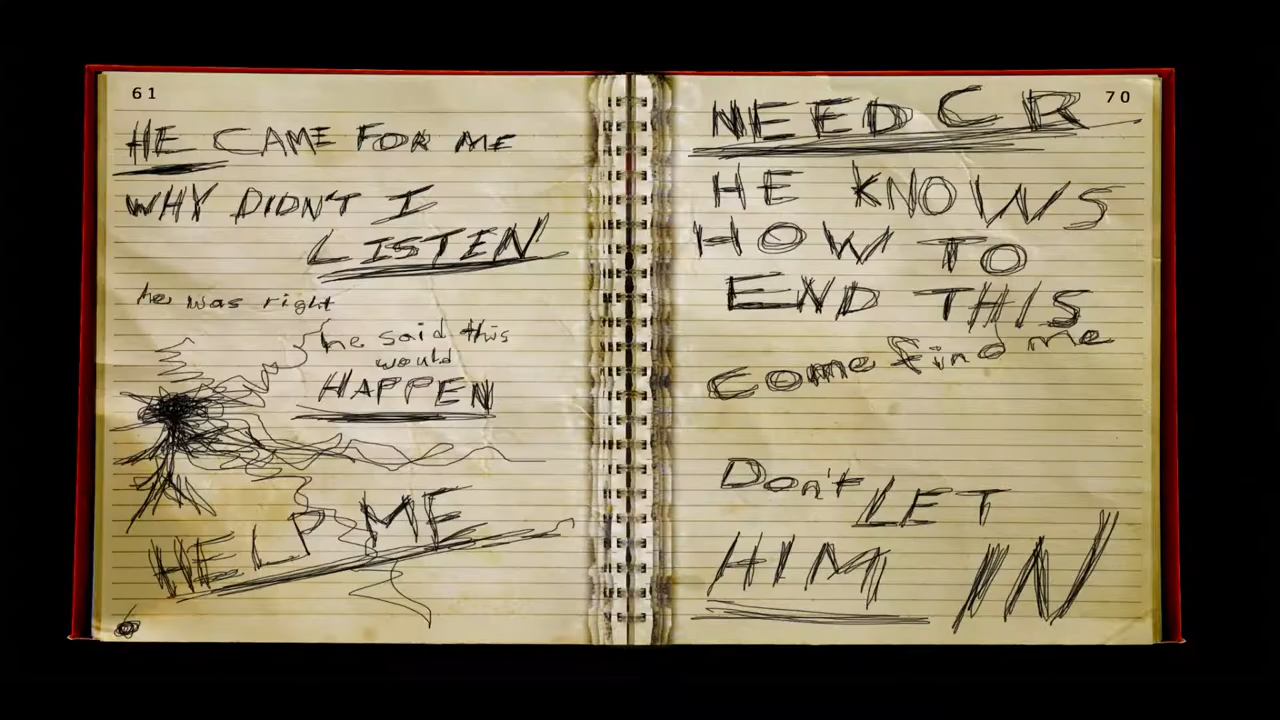 61
HE CAME FOR ME
WHY DIDN'T I
LISTEN
he was right
he said this
would
HAPPEN
HELP ME
70
NEED CR
HE KNOWS
HOW TO
END THIS
come find me
Don't LET
HIM IN